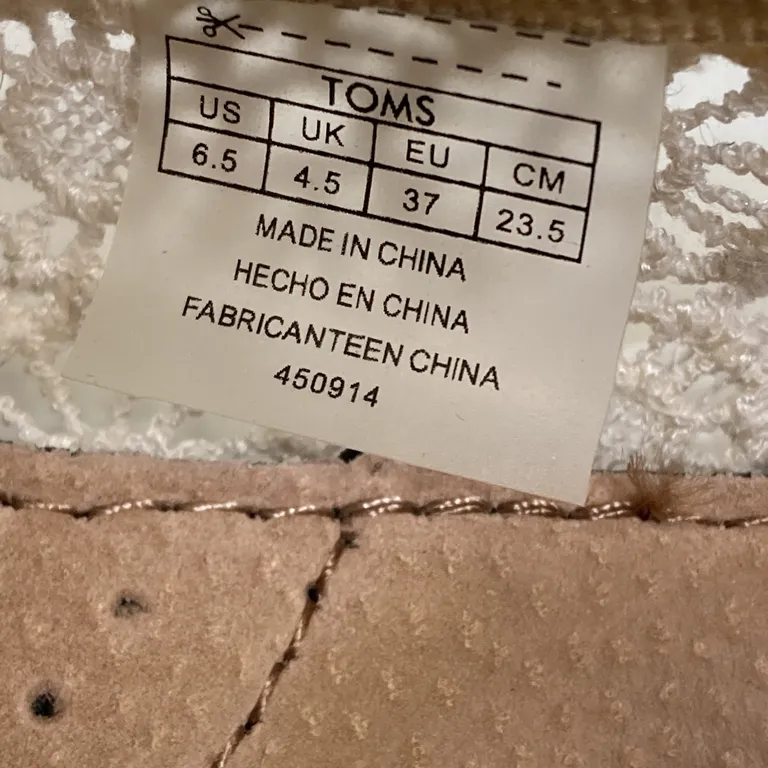 TOMS
US UK EU CM
6.5 4.5 37 23.5
MADE IN CHINA
HECHO EN CHINA
FABRICANTEEN CHINA
450914